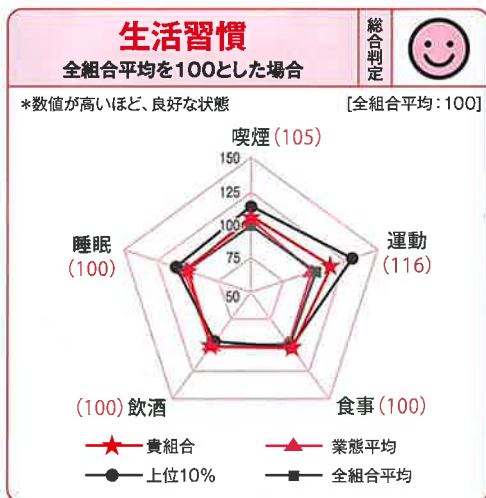 生活習慣
全組合平均を100とした場合
総合判定
*数値が高いほど、良好な状態
[全組合平均:100]
喫煙(105)
150
125
100
75
50
睡眠
(100)
運動
(116)
(100)飲酒
食事(100)
貴組合
業態平均
上位10%
全組合平均